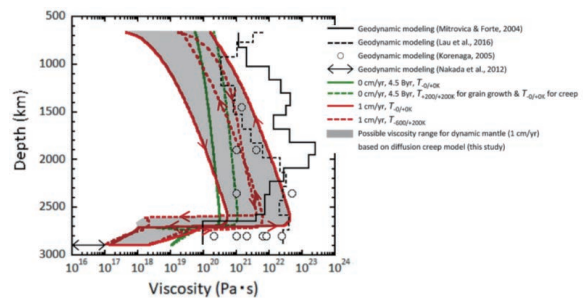 Depth (km)
500
1000
1500
2000
2500
3000
10^16 10^17 10^18 10^19 10^20 10^21 10^22 10^23 10^24
Viscosity (Pa•s)
Geodynamic modeling (Mitrovica & Forte, 2004)
Geodynamic modeling (Lau et al., 2016)
Geodynamic modeling (Korenaga, 2005)
Geodynamic modeling (Nakada et al., 2012)
0 cm/yr, 4.5 Byr, T-0/+0K
0 cm/yr, 4.5 Byr, T+200/+200K for grain growth & T-0/+0K for creep
1 cm/yr, T-0/+0K
1 cm/yr, T-600/+200K
Possible viscosity range for dynamic mantle (1 cm/yr)
based on diffusion creep model (this study)